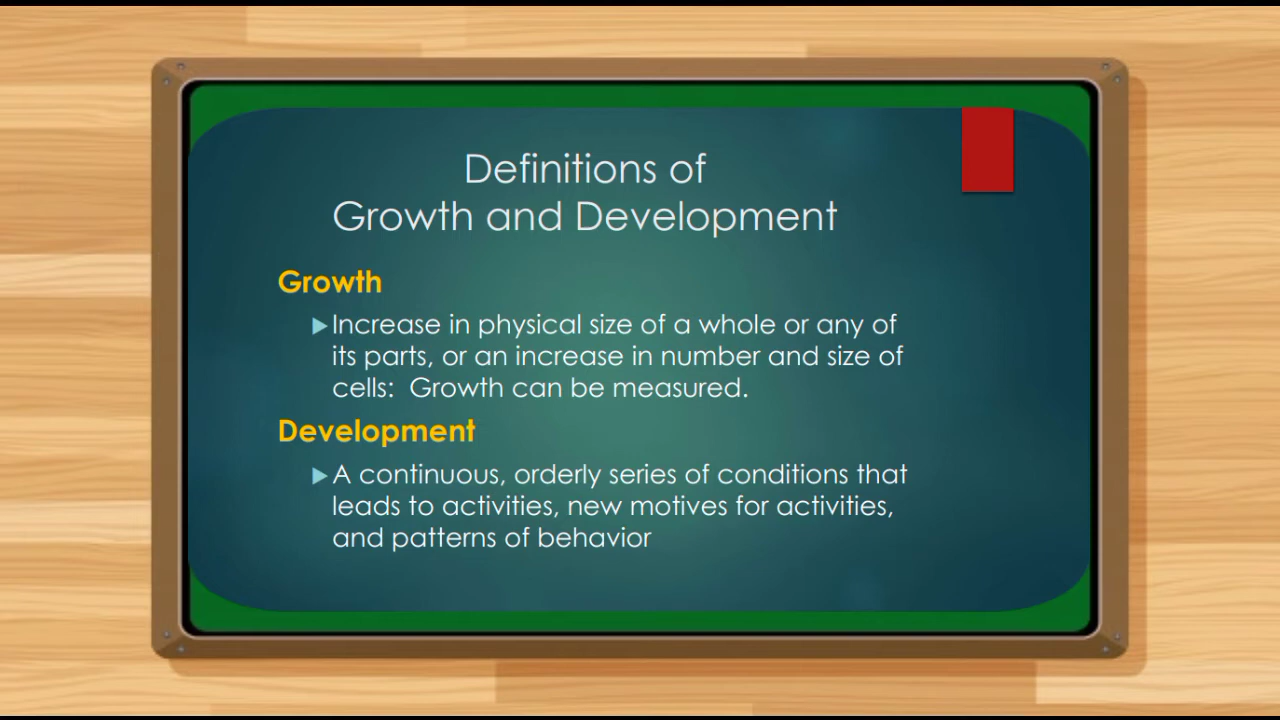 Definitions of
Growth and Development
Growth
Increase in physical size of a whole or any of
its parts, or an increase in number and size of
cells:  Growth can be measured.
Development
A continuous, orderly series of conditions that
leads to activities, new motives for activities,
and patterns of behavior